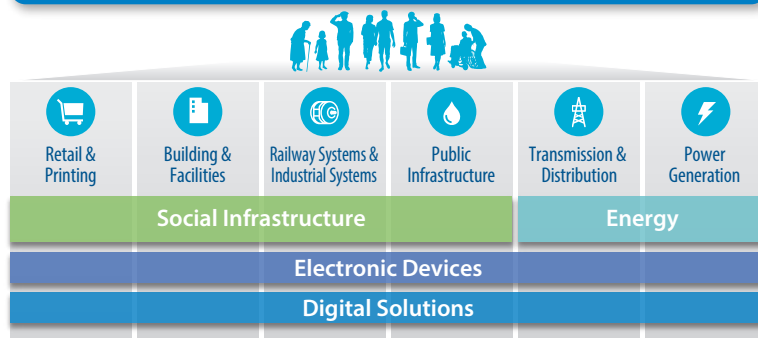 Retail &
Printing
Building &
Facilities
Railway Systems &
Industrial Systems
Public
Infrastructure
Transmission &
Distribution
Power
Generation
Social Infrastructure
Energy
Electronic Devices
Digital Solutions